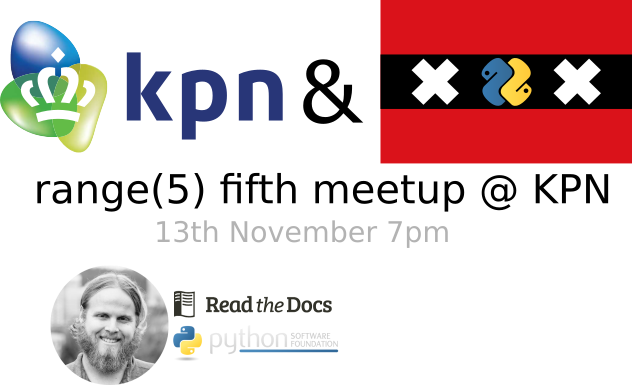 kpn &
range(5) fifth meetup @ KPN
13th November 7pm
Read the Docs
python SOFTWARE
FOUNDATION